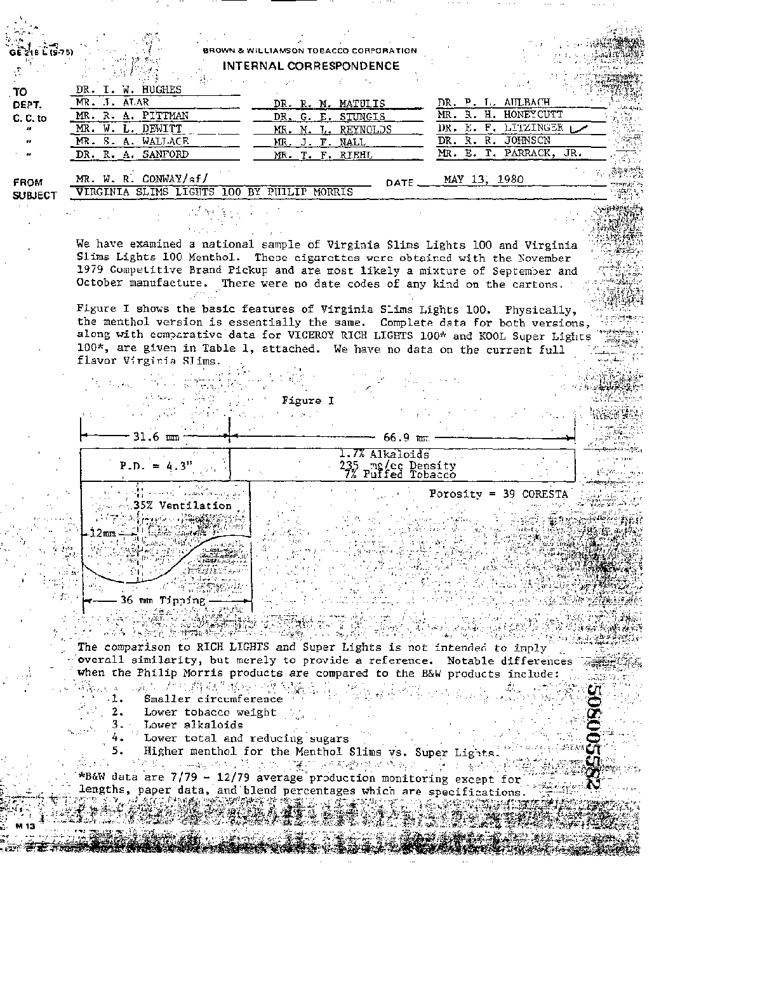 GE 218 L (5-75)
BROWN & WILLIAMSON TOBACCO CORPORATION
INTERNAL CORRESPONDENCE
TO DR. I. W. HUGHES
DEPT. MR. J. ALAR DR. R. M. MATULIS DR. P. L. AULBACH
C. C. to MR. R. A. PITTMAN DR. G. E. STUNGIS MR. R. H. HONEYCUTT
" MR. W. L. DEWITT MR. M. L. REYNOLDS DR. E. F. LITZINGER
" MR. S. A. WALLACE MR. J. F. NALL DR. R. R. JOHNSON
" DR. R. A. SANFORD MR. T. F. RIEHL MR. E. T. PARRACK, JR.
FROM MR. W. R. CONWAY/sf/ DATE MAY 13, 1980
SUBJECT VIRGINIA SLIMS LIGHTS 100 BY PHILIP MORRIS
We have examined a national sample of Virginia Slims Lights 100 and Virginia
Slims Lights 100 Menthol. These cigarettes were obtained with the November
1979 Competitive Brand Pickup and are most likely a mixture of September and
October manufacture. There were no date codes of any kind on the cartons.
Figure I shows the basic features of Virginia Slims Lights 100. Physically,
the menthol version is essentially the same. Complete data for both versions,
along with comparative data for VICEROY RICH LIGHTS 100* and KOOL Super Lights
100*, are given in Table 1, attached. We have no data on the current full
flavor Virginia Slims.
Figure I
31.6 mm 66.9 mm
P.D. = 4.3"
1.7% Alkaloids
235 mg/cc Density
7% Puffed Tobacco
Porosity = 39 CORESTA
35% Ventilation
12mm
36 mm Tipping
The comparison to RICH LIGHTS and Super Lights is not intended to imply
overall similarity, but merely to provide a reference. Notable differences
when the Philip Morris products are compared to the B&W products include:
1. Smaller circumference
2. Lower tobacco weight
3. Lower alkaloids
4. Lower total and reducing sugars
5. Higher menthol for the Menthol Slims vs. Super Lights.
*B&W data are 7/79 - 12/79 average production monitoring except for
lengths, paper data, and blend percentages which are specifications.
M 13
508005582